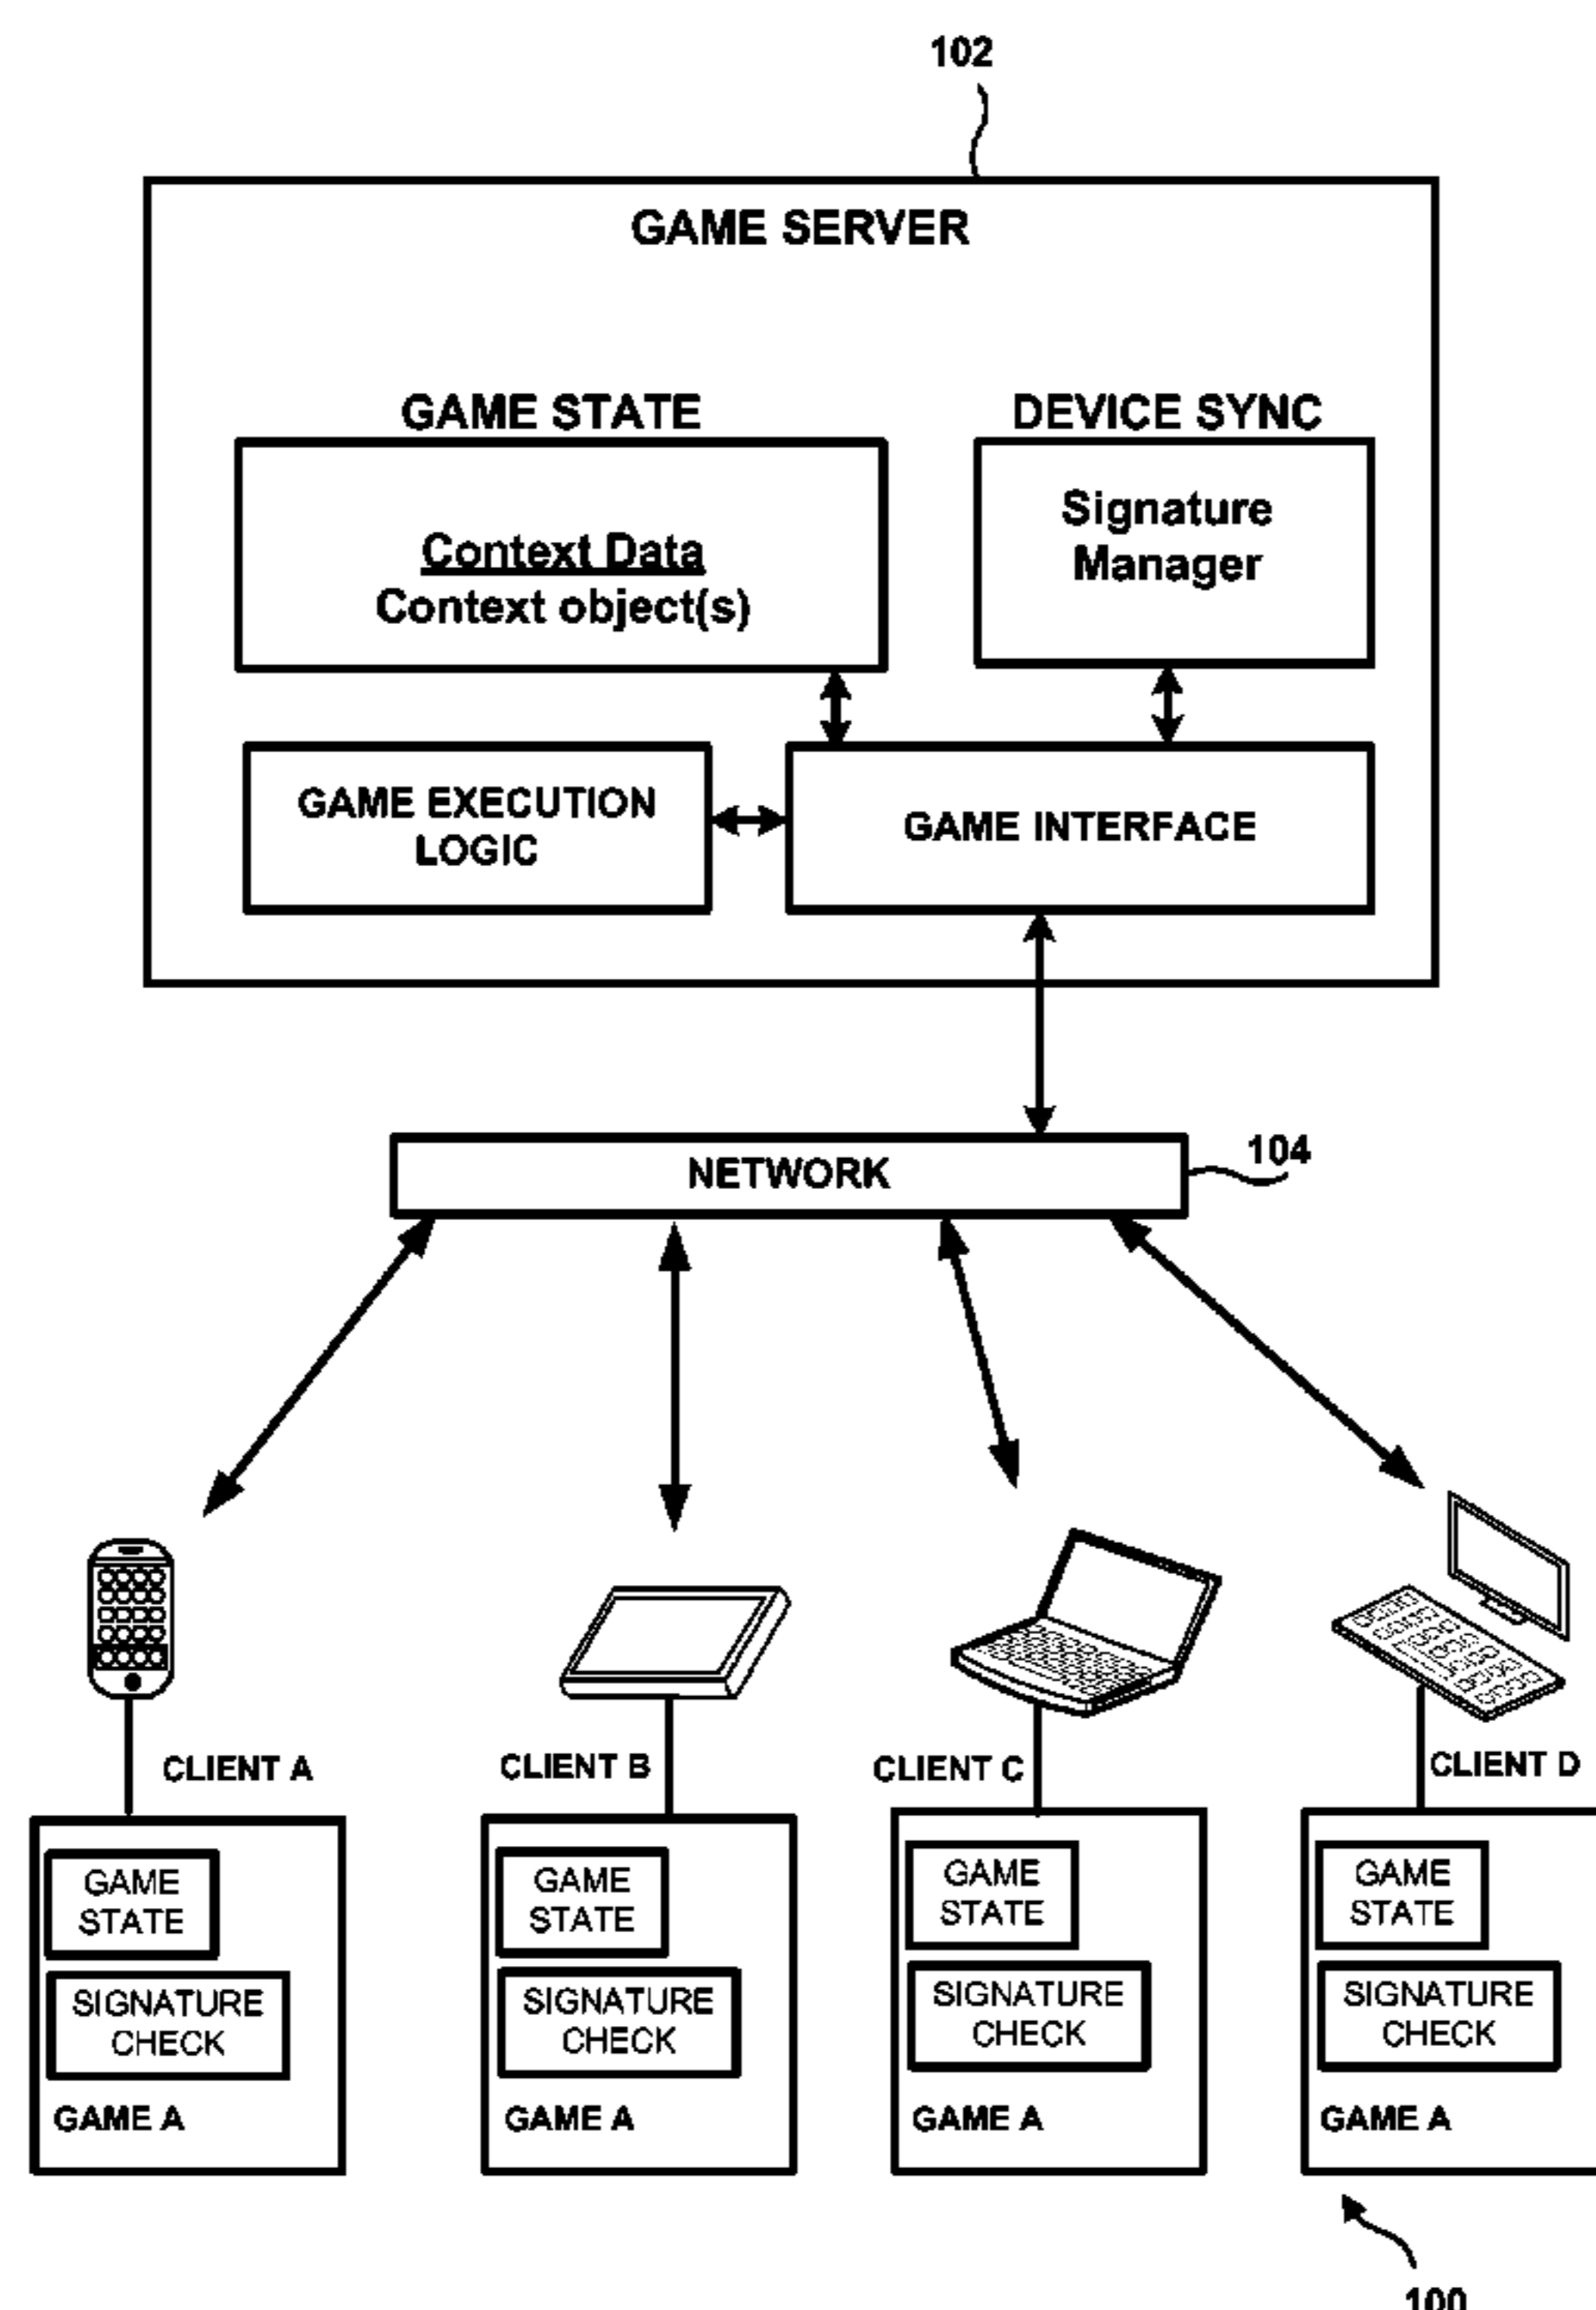 102
GAME SERVER
GAME STATE
DEVICE SYNC
Context Data
Context object(s)
Signature
Manager
GAME EXECUTION
LOGIC
GAME INTERFACE
NETWORK
104
CLIENT A
CLIENT B
CLIENT C
CLIENT D
GAME
STATE
SIGNATURE
CHECK
GAME A
GAME
STATE
SIGNATURE
CHECK
GAME A
GAME
STATE
SIGNATURE
CHECK
GAME A
GAME
STATE
SIGNATURE
CHECK
GAME A
100